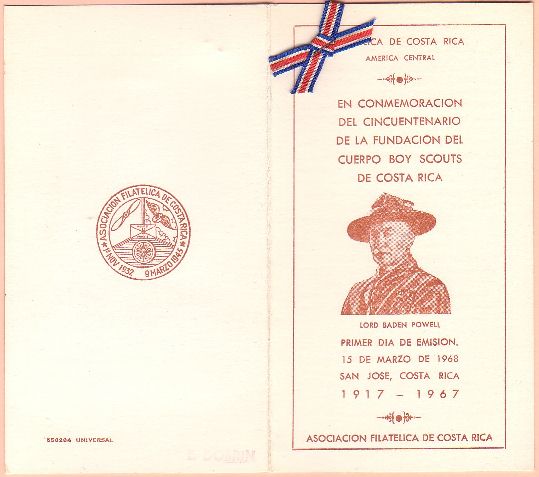 ASOCIACION FILATELICA DE COSTA RICA
11 NOV 1932 9 MARZO 1945
650204 UNIVERSAL
DE COSTA RICA
AMERICA CENTRAL
EN CONMEMORACION
DEL CINCUENTENARIO
DE LA FUNDACION DEL
CUERPO BOY SCOUTS
DE COSTA RICA
LORD BADEN POWELL
PRIMER DIA DE EMISION.
15 DE MARZO DE 1968
SAN JOSE, COSTA RICA
1917 - 1967
ASOCIACION FILATELICA DE COSTA RICA